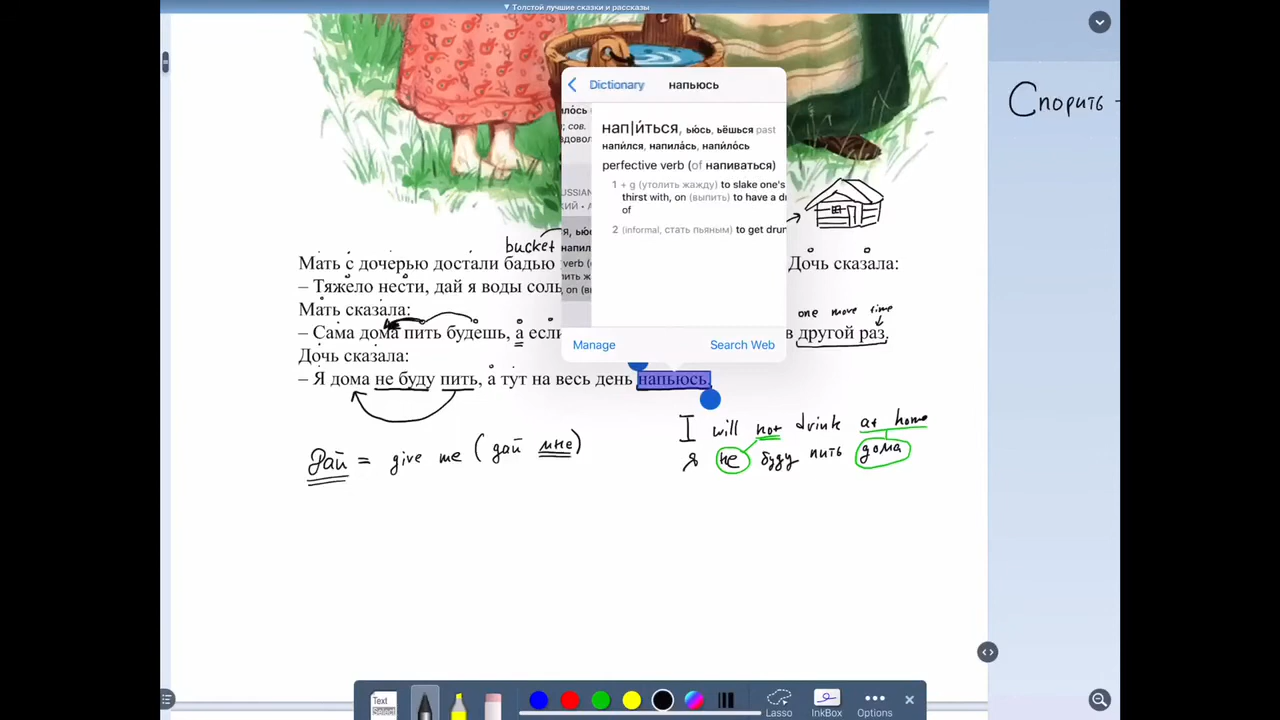 ▼ Толстой лучшие сказки и рассказы
Спорить -
Dictionary
напьюсь
нап|и́ться, ью́сь, ьёшься past
напи́лся, напила́сь, напи́лось
perfective verb (of напиваться)
1 + g (утолить жажду) to slake one's
thirst with, on (выпить) to have a
of
2 (informal, стать пьяным) to get
Manage
Search Web
bucket
Мать с дочерью достали бадью
Дочь сказала:
– Тяжело нести, дай я воды
Мать сказала:
one more time
– Сама дома пить будешь, а если
в другой раз.
Дочь сказала:
– Я дома не буду пить, а тут на весь день напьюсь.
I will not drink at home
Дай = give me (дай мне)
я не буду пить дома
Text
Lasso
InkBox
Options